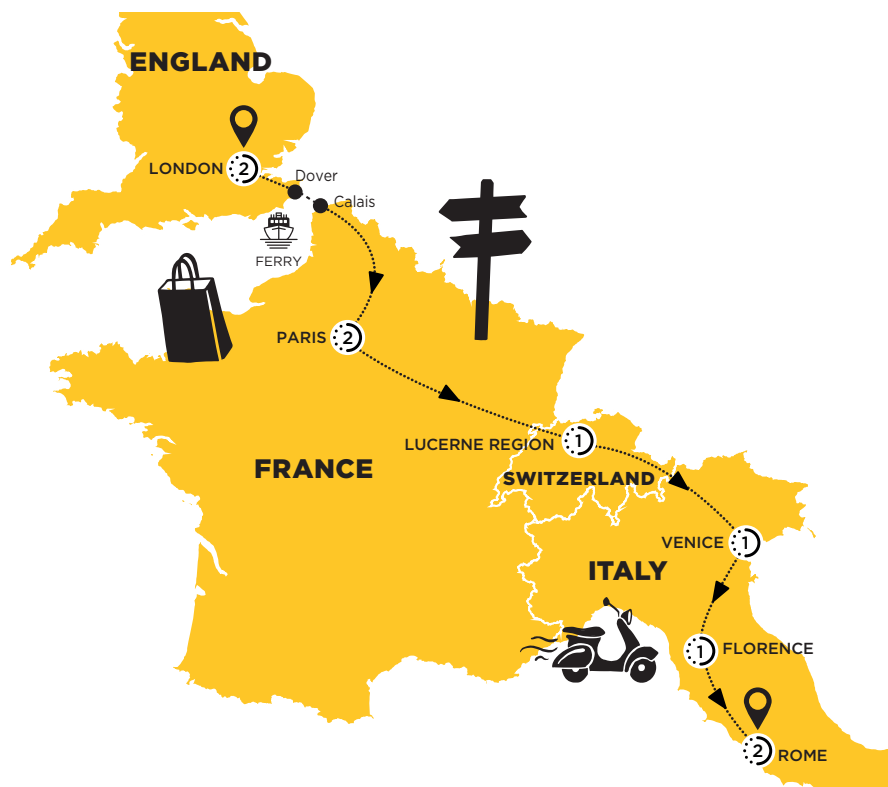 ENGLAND
LONDON 2
Dover
Calais
FERRY
PARIS 2
LUCERNE REGION 1
FRANCE
SWITZERLAND
VENICE 1
ITALY
1 FLORENCE
2 ROME